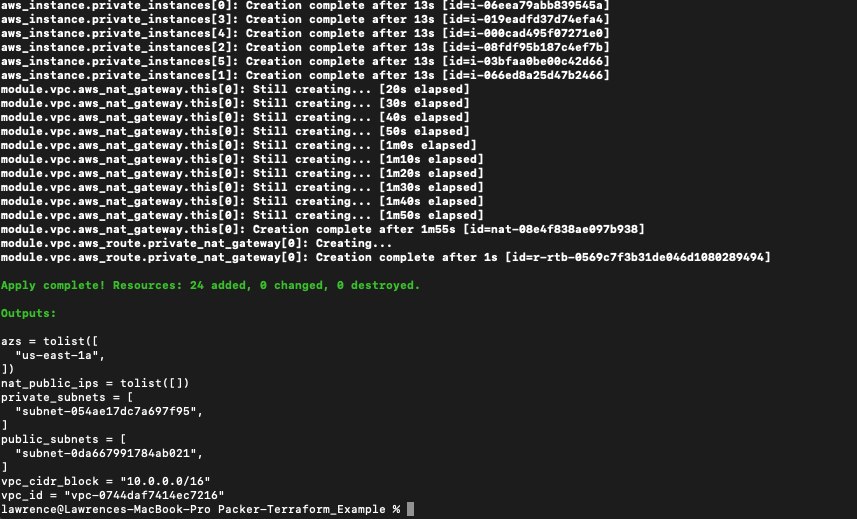 aws_instance.private_instances[0]: Creation complete after 13s [id=i-06eea79abb839545a]
aws_instance.private_instances[3]: Creation complete after 13s [id=i-019eadfd37d74efa4]
aws_instance.private_instances[4]: Creation complete after 13s [id=i-000cad495f07271e0]
aws_instance.private_instances[2]: Creation complete after 13s [id=i-08fdf95b187c4ef7b]
aws_instance.private_instances[5]: Creation complete after 13s [id=i-03bfaa0be00c42d66]
aws_instance.private_instances[1]: Creation complete after 13s [id=i-066ed8a25d47b2466]
module.vpc.aws_nat_gateway.this[0]: Still creating... [20s elapsed]
module.vpc.aws_nat_gateway.this[0]: Still creating... [30s elapsed]
module.vpc.aws_nat_gateway.this[0]: Still creating... [40s elapsed]
module.vpc.aws_nat_gateway.this[0]: Still creating... [50s elapsed]
module.vpc.aws_nat_gateway.this[0]: Still creating... [1m0s elapsed]
module.vpc.aws_nat_gateway.this[0]: Still creating... [1m10s elapsed]
module.vpc.aws_nat_gateway.this[0]: Still creating... [1m20s elapsed]
module.vpc.aws_nat_gateway.this[0]: Still creating... [1m30s elapsed]
module.vpc.aws_nat_gateway.this[0]: Still creating... [1m40s elapsed]
module.vpc.aws_nat_gateway.this[0]: Still creating... [1m50s elapsed]
module.vpc.aws_nat_gateway.this[0]: Creation complete after 1m55s [id=nat-08e4f838ae097b938]
module.vpc.aws_route.private_nat_gateway[0]: Creating...
module.vpc.aws_route.private_nat_gateway[0]: Creation complete after 1s [id=r-rtb-0569c7f3b31de046d1080289494]
Apply complete! Resources: 24 added, 0 changed, 0 destroyed.
Outputs:
azs = tolist([
  "us-east-1a",
])
nat_public_ips = tolist([])
private_subnets = [
  "subnet-054ae17dc7a697f95",
]
public_subnets = [
  "subnet-0da667991784ab021",
]
vpc_cidr_block = "10.0.0.0/16"
vpc_id = "vpc-0744daf7414ec7216"
lawrence@Lawrences-MacBook-Pro Packer-Terraform_Example %